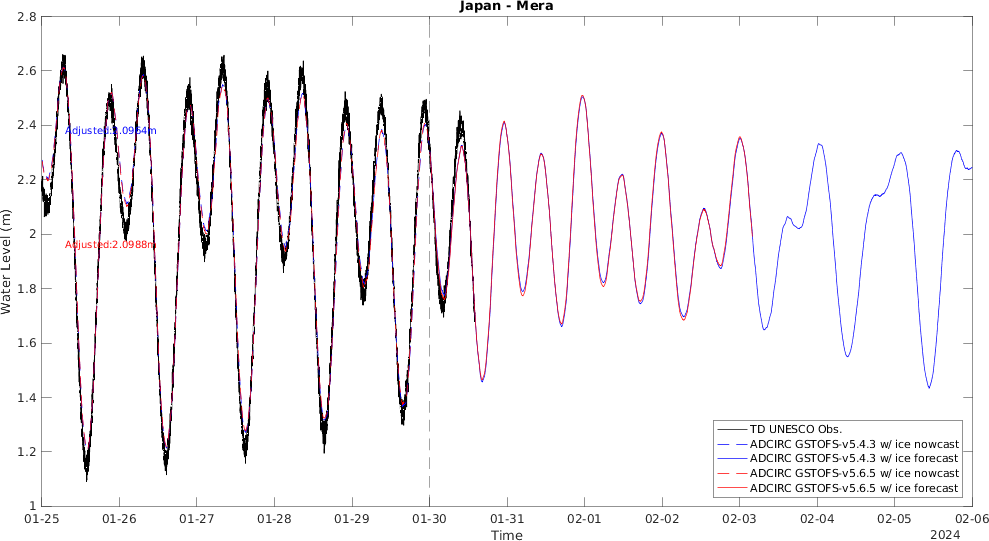 Japan - Mera
2.8
2.6
2.4
2.2
2
1.8
1.6
1.4
1.2
1
Water Level (m)
Adjusted:2.0964m
Adjusted:2.0988m
TD UNESCO Obs.
ADCIRC GSTOFS-v5.4.3 w/ ice nowcast
ADCIRC GSTOFS-v5.4.3 w/ ice forecast
ADCIRC GSTOFS-v5.6.5 w/ ice nowcast
ADCIRC GSTOFS-v5.6.5 w/ ice forecast
01-25 01-26 01-27 01-28 01-29 01-30 01-31 02-01 02-02 02-03 02-04 02-05 02-06
Time
2024